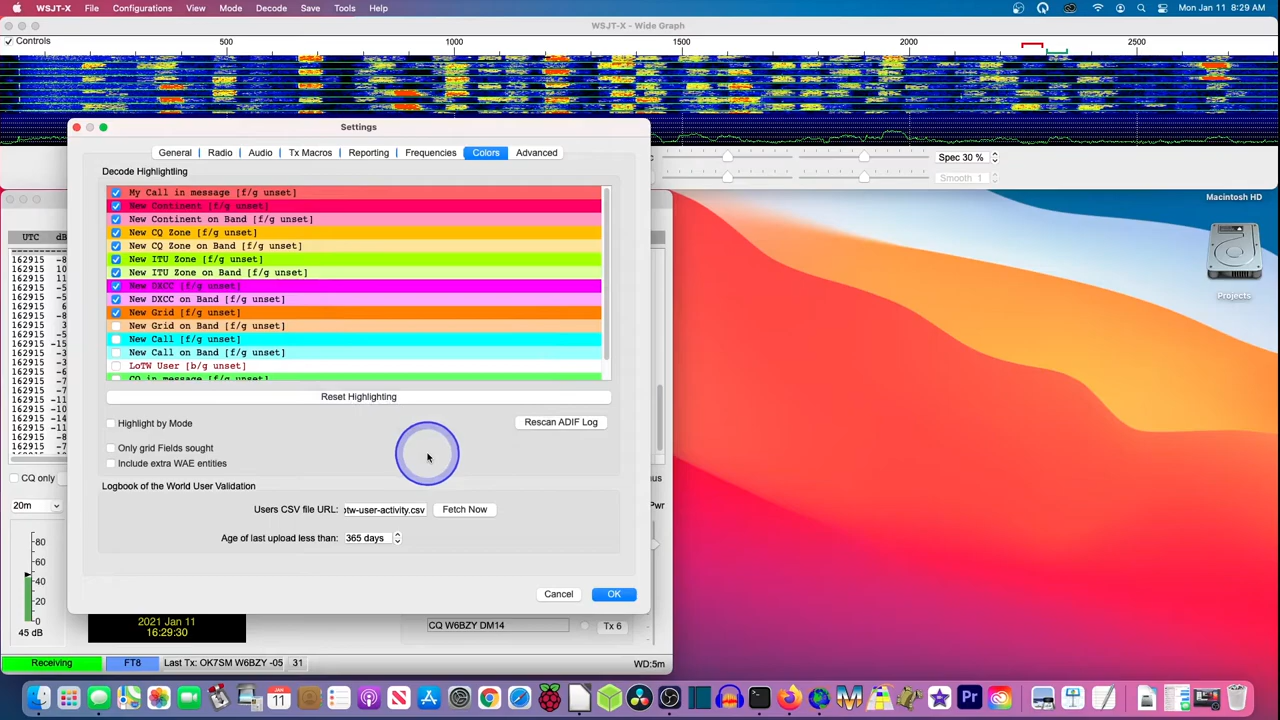 WSJT-X File Configurations View Mode Decode Save Tools Help Mon Jan 11 8:29 AM
WSJT-X - Wide Graph
Controls 500 1000 1500 2000 2500
Settings
General Radio Audio Tx Macros Reporting Frequencies Colors Advanced
Spec 30 %
Smooth 1
Decode Highlightling
My Call in message [f/g unset]
New Continent [f/g unset]
New Continent on Band [f/g unset]
New CQ Zone [f/g unset]
New CQ Zone on Band [f/g unset]
New ITU Zone [f/g unset]
New ITU Zone on Band [f/g unset]
New DXCC [f/g unset]
New DXCC on Band [f/g unset]
New Grid [f/g unset]
New Grid on Band [f/g unset]
New Call [f/g unset]
New Call on Band [f/g unset]
LoTW User [b/g unset]
CQ in message [f/g unset]
Reset Highlighting
Highlight by Mode
Rescan ADIF Log
Only grid Fields sought
Include extra WAE entities
Logbook of the World User Validation
Users CSV file URL: otw-user-activity.csv Fetch Now
Age of last upload less than: 365 days
Cancel OK
UTC dB
162915 -8
162915 10
162915 11
162915 -5
162915 -5
162915 6
162915 -8
162915 3
162915 5
162915 -15
162915 -3
162915 -3
162915 -6
162915 -7
162915 -11
162915 -10
162915 -14
162915 -8
162915 -7
CQ only
20m
Pwr
80
60
40
20
0
45 dB
2021 Jan 11
16:29:30
CQ W6BZY DM14
Tx 6
Receiving FT8 Last Tx: OK7SM W6BZY -05 31 WD:5m
Macintosh HD
Projects
JAN
11
Pr